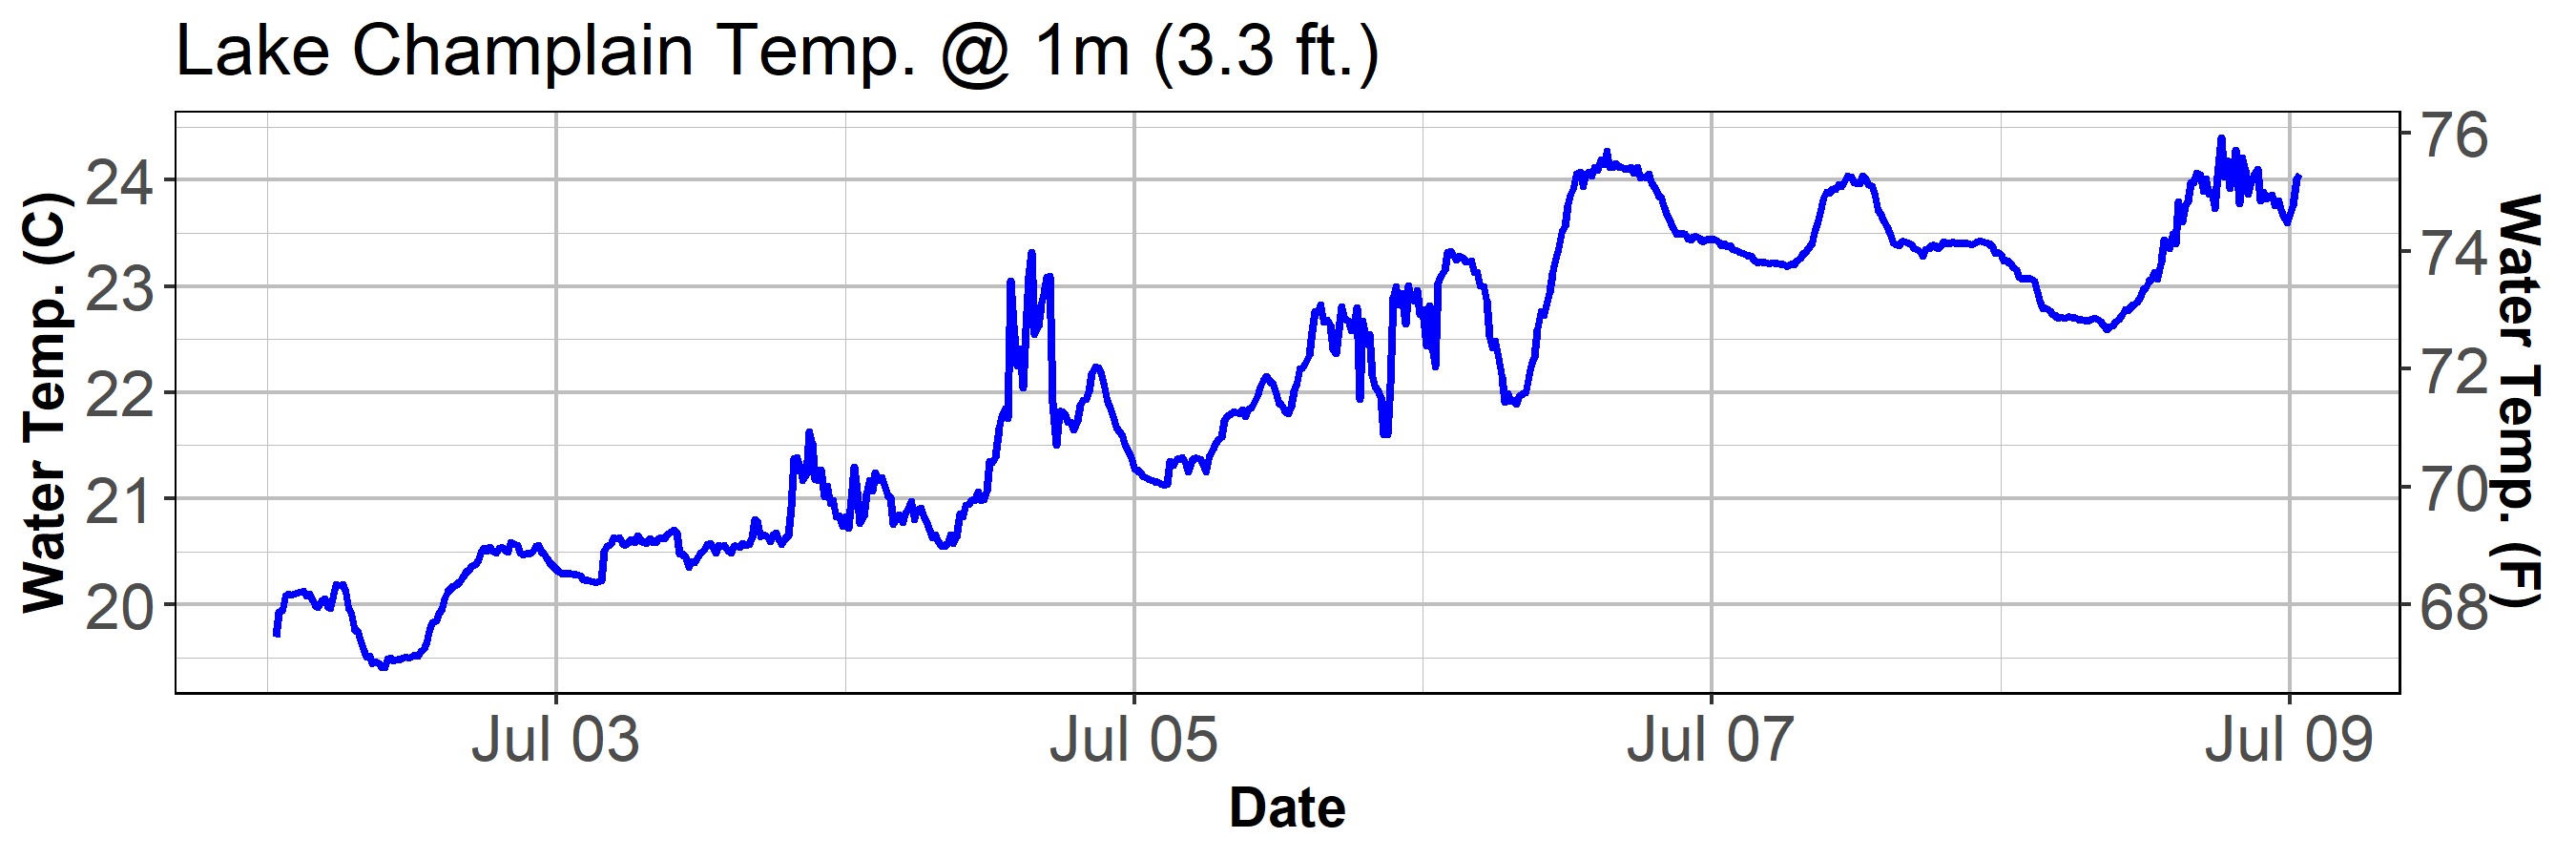 Lake Champlain Temp. @ 1m (3.3 ft.)
Water Temp. (C)
24
23
22
21
20
76
74
72
70
68
Water Temp. (F)
Jul 03
Jul 05
Jul 07
Jul 09
Date